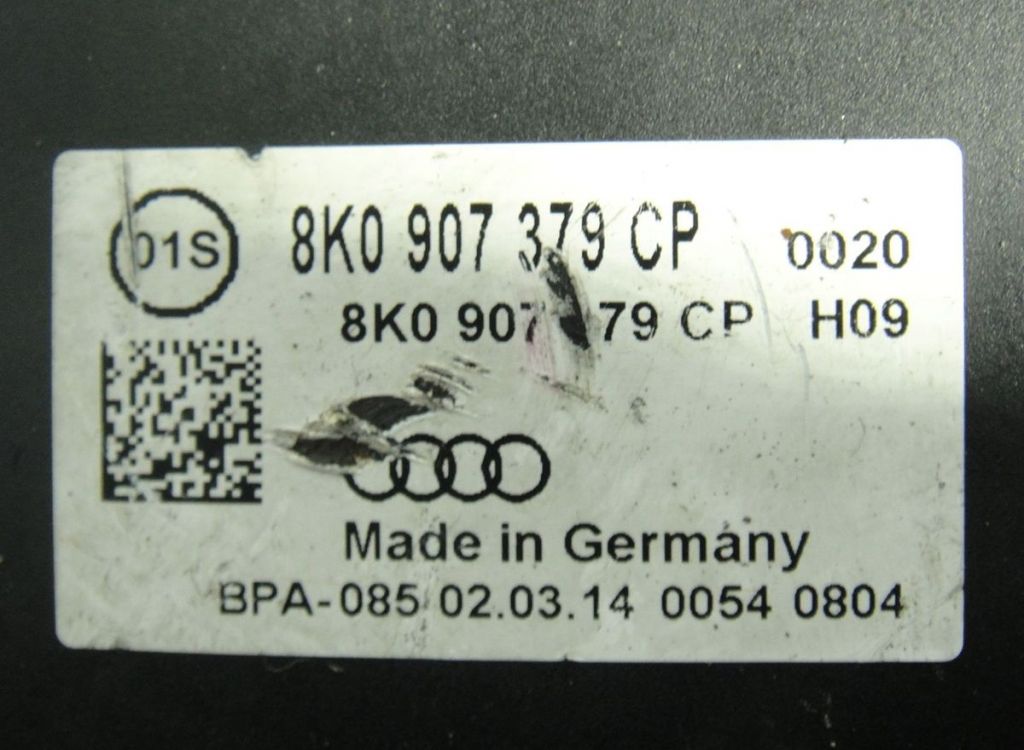 01S
8K0 907 379 CP 0020
8K0 907 79 CP H09
Made in Germany
BPA-085 02.03.14 0054 0804